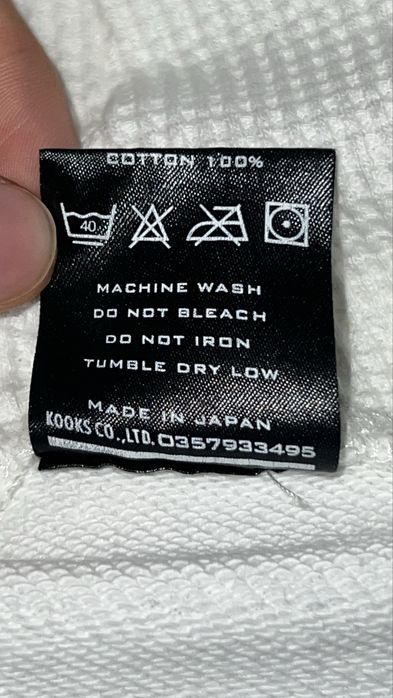 COTTON 100%
40
MACHINE WASH
DO NOT BLEACH
DO NOT IRON
TUMBLE DRY LOW
MADE IN JAPAN
KOOKS CO.,LTD.0357933495